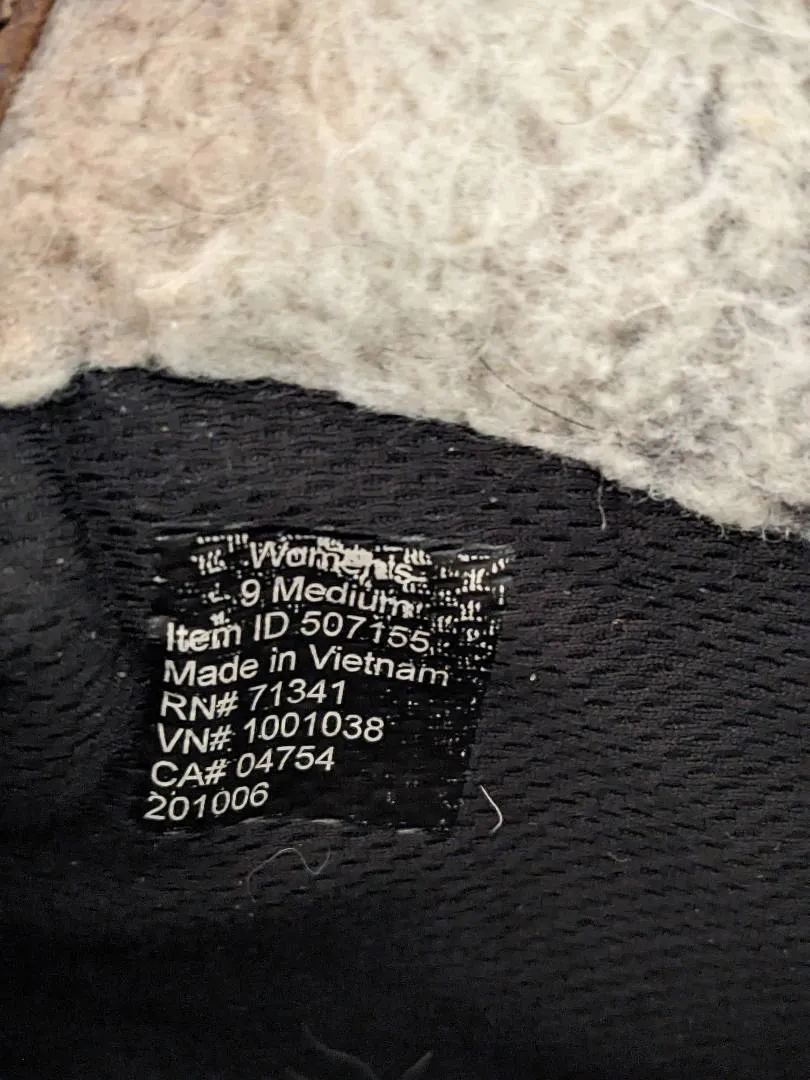 Women's
9 Medium
Item ID 507155
Made in Vietnam
RN# 71341
VN# 1001038
CA# 04754
201006